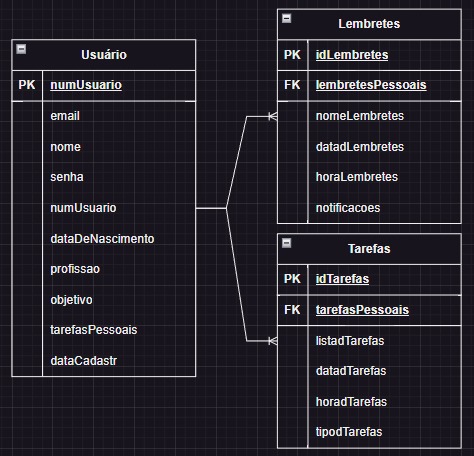 Usuário
PK numUsuario
email
nome
senha
numUsuario
dataDeNascimento
profissao
objetivo
tarefasPessoais
dataCadastr
Lembretes
PK idLembretes
FK lembretesPessoais
nomeLembretes
datadLembretes
horaLembretes
notificacoes
Tarefas
PK idTarefas
FK tarefasPessoais
listadTarefas
datadTarefas
horadTarefas
tipodTarefas